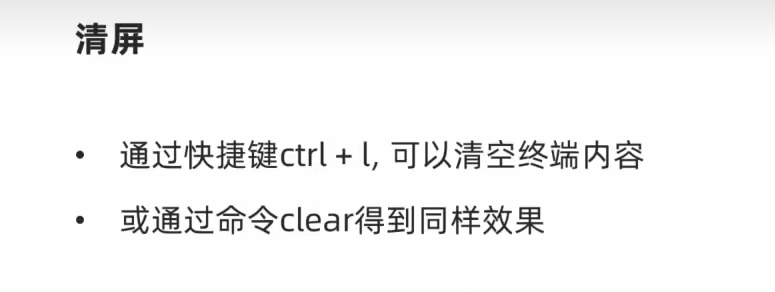 清屏
• 通过快捷键ctrl + l, 可以清空终端内容
• 或通过命令clear得到同样效果